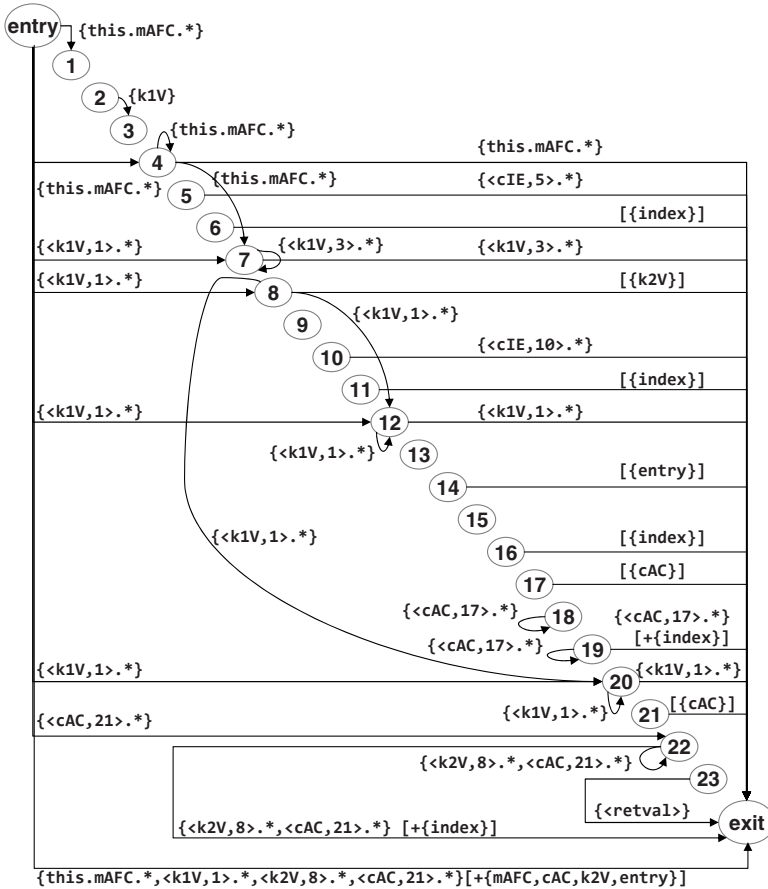 entry
{this.mAFC.*}
1
2
{k1V}
3
{this.mAFC.*}
4
{this.mAFC.*}
{this.mAFC.*}
{this.mAFC.*}
{<cIE,5>.*}
5
6
[{index}]
{<k1V,1>.*}
{<k1V,3>.*}
{<k1V,3>.*}
7
{<k1V,1>.*}
[{k2V}]
8
{<k1V,1>.*}
9
{<cIE,10>.*}
10
[{index}]
11
{<k1V,1>.*}
{<k1V,1>.*}
12
{<k1V,1>.*}
13
[{entry}]
14
15
{<k1V,1>.*}
[{index}]
16
[{cAC}]
17
{<cAC,17>.*}
18
{<cAC,17>.*}
[+{index}]
{<cAC,17>.*}
19
{<k1V,1>.*}
{<k1V,1>.*}
20
{<k1V,1>.*}
[{cAC}]
21
{<cAC,21>.*}
22
{<k2V,8>.*,<cAC,21>.*}
23
{<retval>}
{<k2V,8>.*,<cAC,21>.*} [+{index}]
exit
{this.mAFC.*,<k1V,1>.*,<k2V,8>.*,<cAC,21>.*}[+{mAFC,cAC,k2V,entry}]